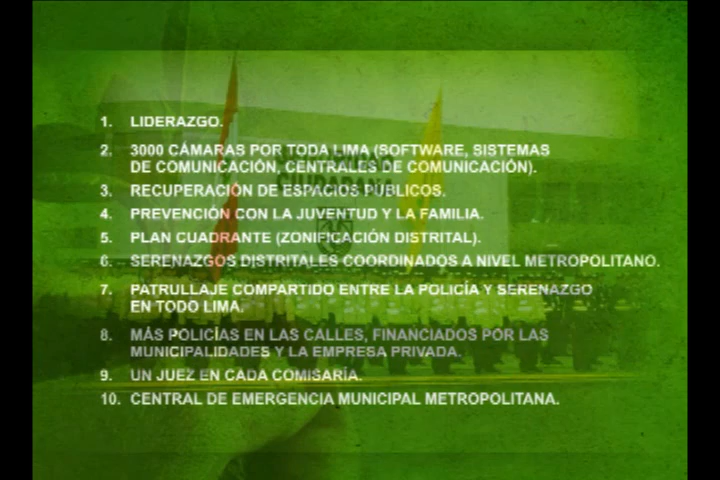 1. LIDERAZGO.
2. 3000 CÁMARAS POR TODA LIMA (SOFTWARE, SISTEMAS
DE COMUNICACIÓN, CENTRALES DE COMUNICACIÓN).
CIUDADANA
3. RECUPERACIÓN DE ESPACIOS PÚBLICOS.
4. PREVENCIÓN CON LA JUVENTUD Y LA FAMILIA.
5. PLAN CUADRANTE (ZONIFICACIÓN DISTRITAL).
6. SERENAZGOS DISTRITALES COORDINADOS A NIVEL METROPOLITANO.
7. PATRULLAJE COMPARTIDO ENTRE LA POLICÍA Y SERENAZGO
EN TODO LIMA.
8. MÁS POLICÍAS EN LAS CALLES, FINANCIADOS POR LAS
MUNICIPALIDADES Y LA EMPRESA PRIVADA.
9. UN JUEZ EN CADA COMISARÍA.
10. CENTRAL DE EMERGENCIA MUNICIPAL METROPOLITANA.